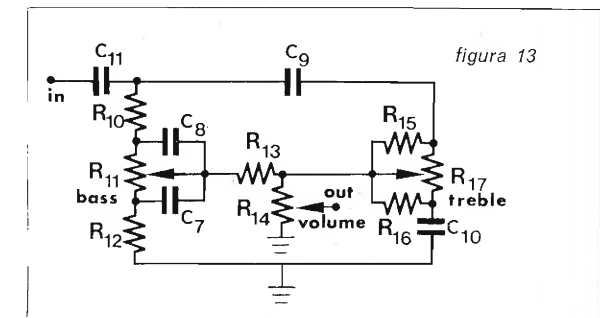 C11
C9
figura 13
in
R10
C8
R15
R13
R11
bass
R17
treble
out
R14
volume
C7
R16
C10
R12